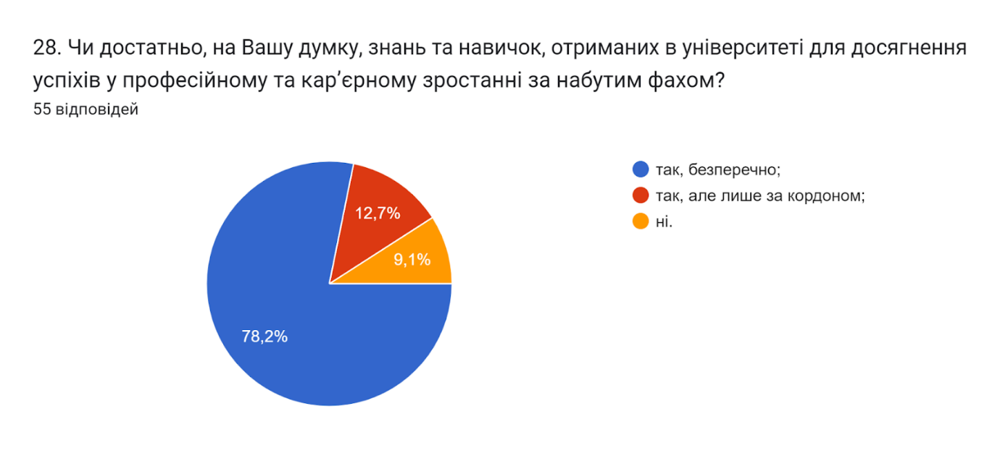 28. Чи достатньо, на Вашу думку, знань та навичок, отриманих в університеті для досягнення
успіхів у професійному та кар’єрному зростанні за набутим фахом?
55 відповідей
так, безперечно;
так, але лише за кордоном;
ні.
12,7%
9,1%
78,2%